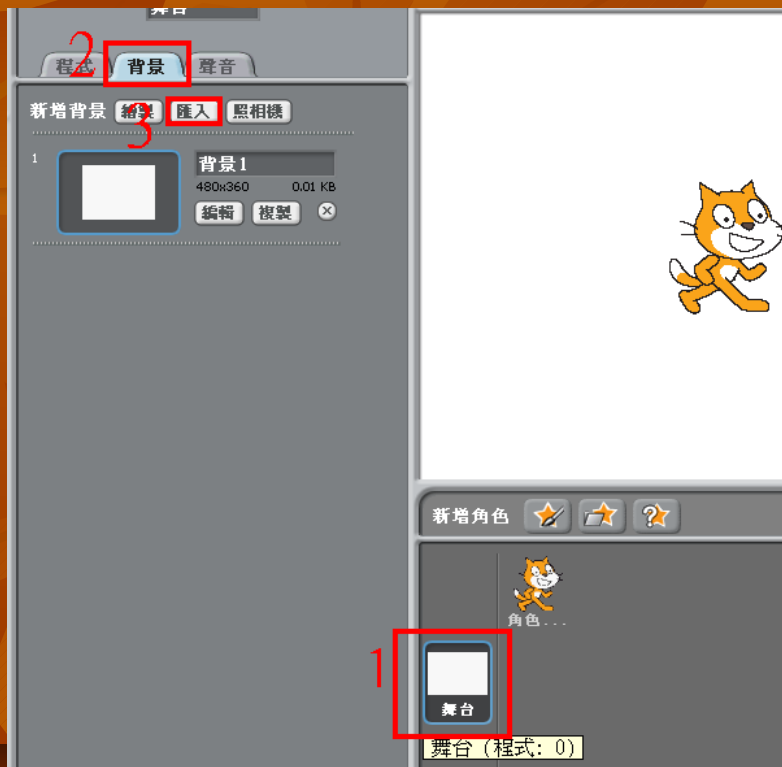 舞台
2
程式 背景 聲音
新增背景 繪製 匯入 照相機
3
1
背景1
480x360 0.01 KB
編輯 複製
新增角色
角色...
1
舞台
舞台 (程式: 0)